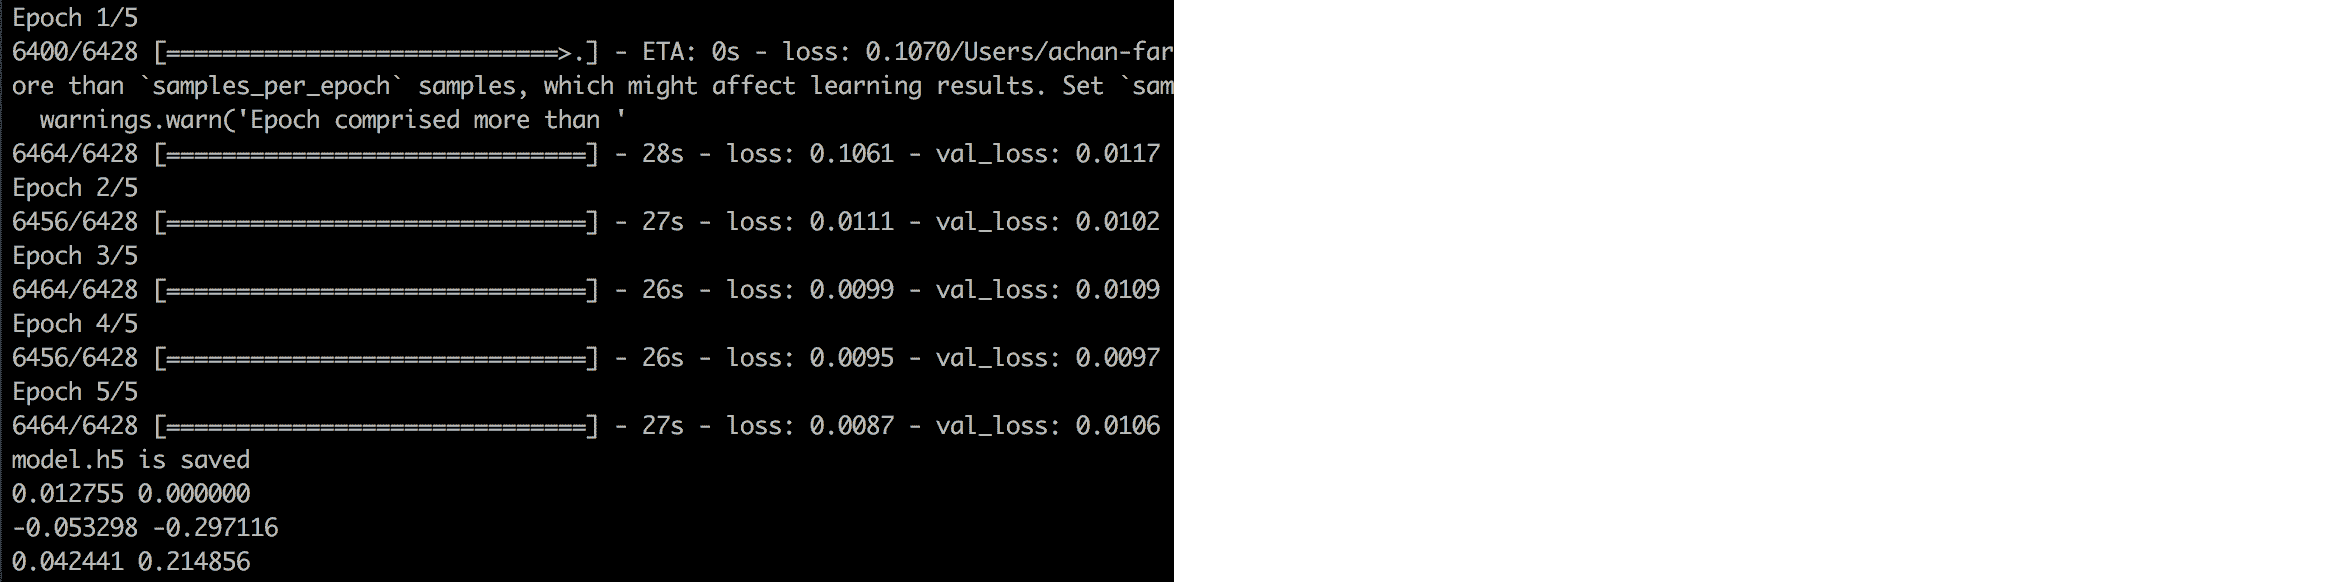 Epoch 1/5
6400/6428 [============================>.] - ETA: 0s - loss: 0.1070/Users/achan-far
ore than `samples_per_epoch` samples, which might affect learning results. Set `sam
  warnings.warn('Epoch comprised more than '
6464/6428 [==============================] - 28s - loss: 0.1061 - val_loss: 0.0117
Epoch 2/5
6456/6428 [==============================] - 27s - loss: 0.0111 - val_loss: 0.0102
Epoch 3/5
6464/6428 [==============================] - 26s - loss: 0.0099 - val_loss: 0.0109
Epoch 4/5
6456/6428 [==============================] - 26s - loss: 0.0095 - val_loss: 0.0097
Epoch 5/5
6464/6428 [==============================] - 27s - loss: 0.0087 - val_loss: 0.0106
model.h5 is saved
0.012755 0.000000
-0.053298 -0.297116
0.042441 0.214856